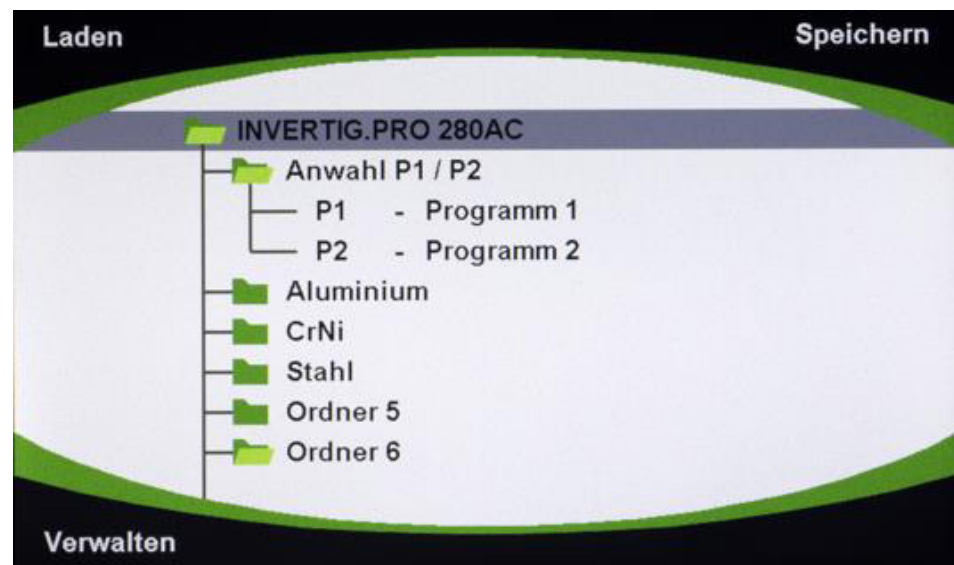 Laden
Speichern
INVERTIG.PRO 280AC
Anwahl P1 / P2
P1 - Programm 1
P2 - Programm 2
Aluminium
CrNi
Stahl
Ordner 5
Ordner 6
Verwalten